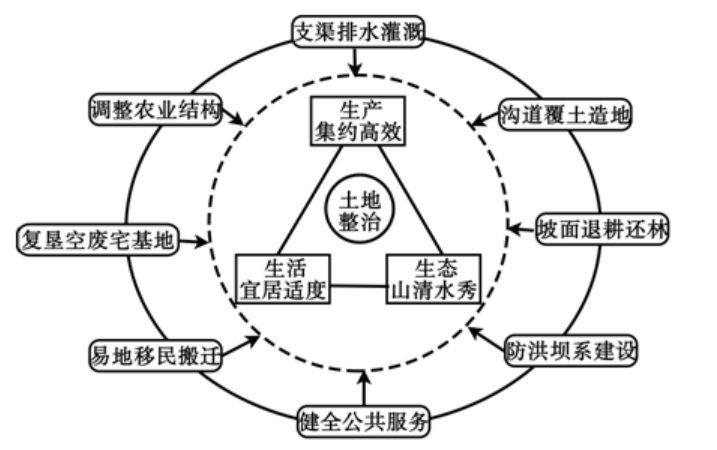 支渠排水灌溉
调整农业结构
沟道覆土造地
生产
集约高效
土地
整治
复垦空废宅基地
坡面退耕还林
生活
宜居适度
生态
山清水秀
易地移民搬迁
防洪坝系建设
健全公共服务